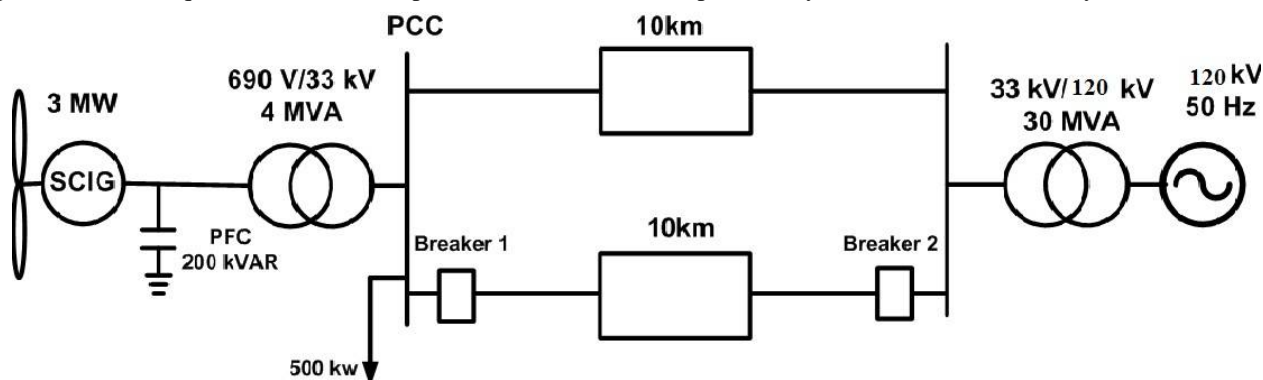 PCC
10km
690 V/33 kV
4 MVA
3 MW
33 kV/120 kV
30 MVA
120 kV
50 Hz
SCIG
PFC
200 kVAR
Breaker 1
10km
Breaker 2
500 kw